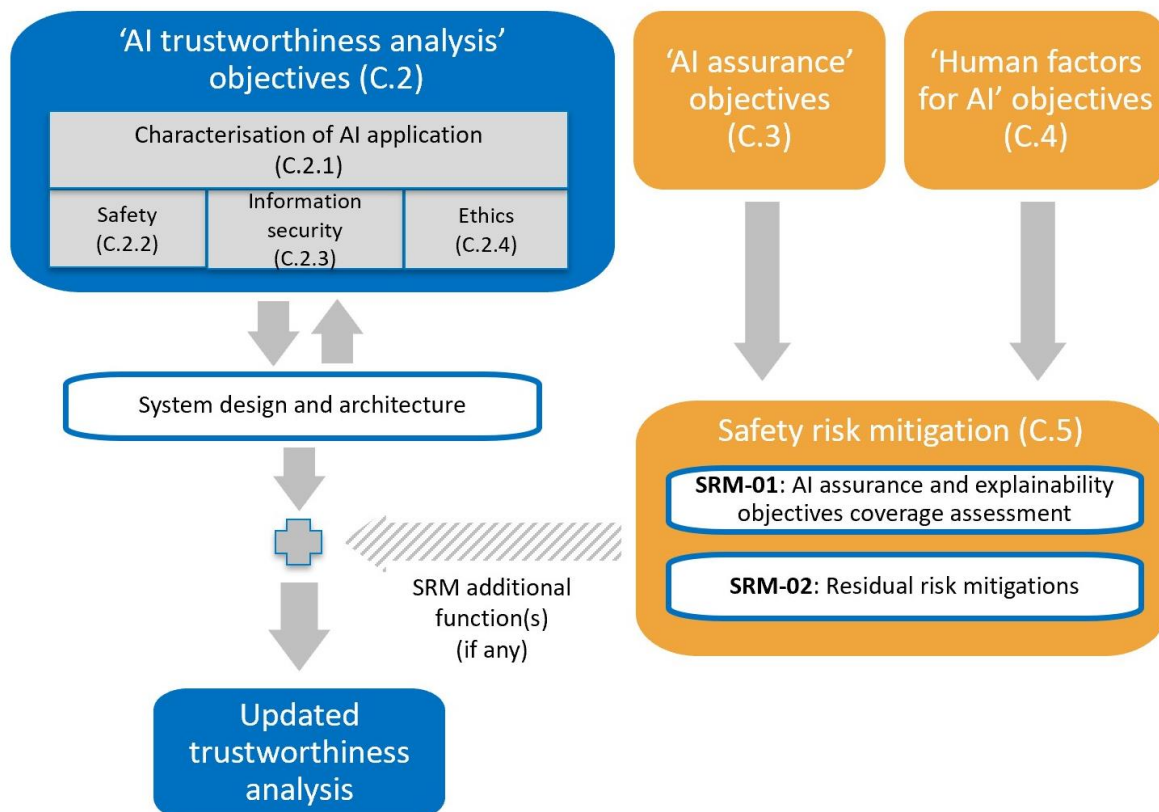 ‘AI trustworthiness analysis’
objectives (C.2)
Characterisation of AI application
(C.2.1)
Safety
(C.2.2)
Information
security
(C.2.3)
Ethics
(C.2.4)
‘AI assurance’
objectives
(C.3)
‘Human factors
for AI’ objectives
(C.4)
System design and architecture
Safety risk mitigation (C.5)
SRM-01: AI assurance and explainability
objectives coverage assessment
SRM-02: Residual risk mitigations
SRM additional
function(s)
(if any)
Updated
trustworthiness
analysis